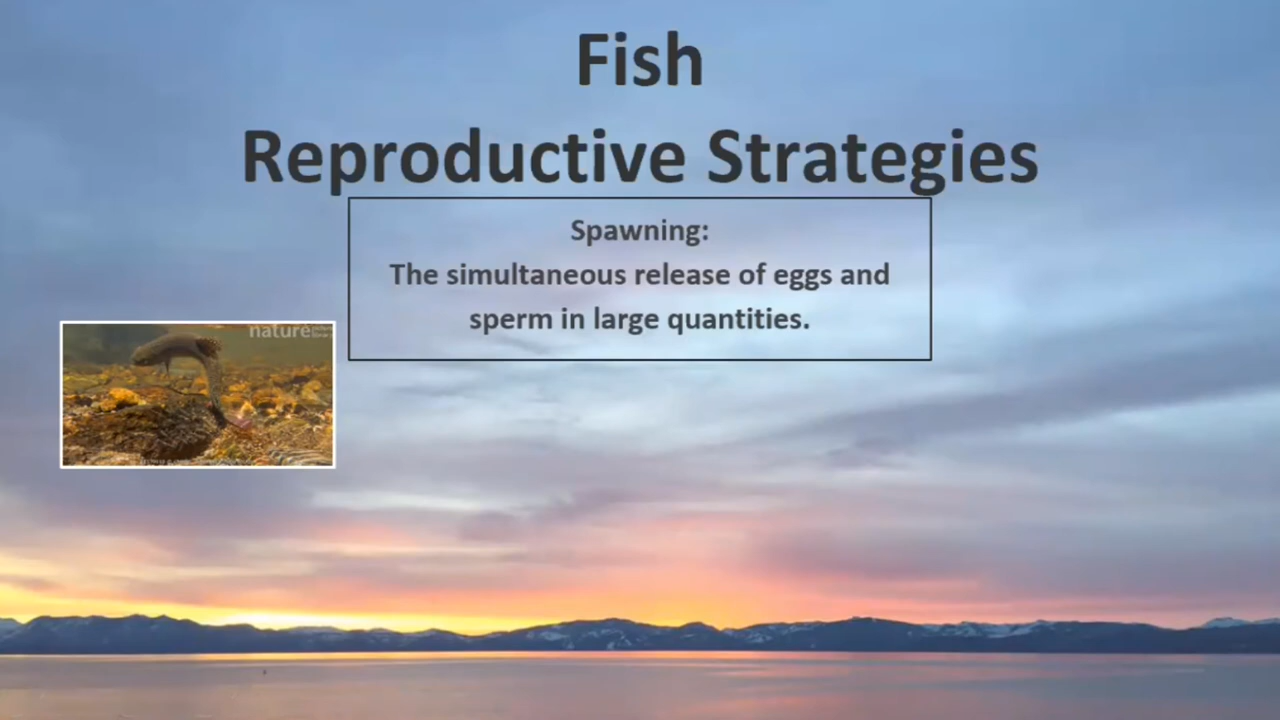 Fish
Reproductive Strategies
Spawning:
The simultaneous release of eggs and
sperm in large quantities.
nature